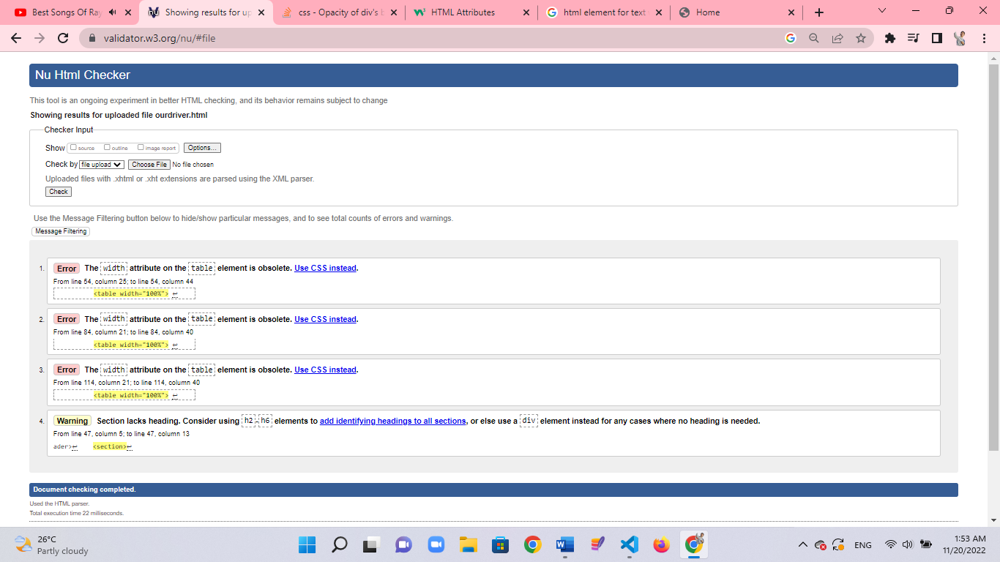 Best Songs Of Ray
Showing results for up
css - Opacity of div's b
HTML Attributes
html element for text
Home
validator.w3.org/nu/#file
Nu Html Checker
This tool is an ongoing experiment in better HTML checking, and its behavior remains subject to change
Showing results for uploaded file ourdriver.html
Checker Input
Show source outline image report Options...
Check by file upload Choose File No file chosen
Uploaded files with .xhtml or .xht extensions are parsed using the XML parser.
Check
Use the Message Filtering button below to hide/show particular messages, and to see total counts of errors and warnings.
Message Filtering
1. Error The width attribute on the table element is obsolete. Use CSS instead.
From line 54, column 25; to line 54, column 44
<table width="100%"> ↩
2. Error The width attribute on the table element is obsolete. Use CSS instead.
From line 84, column 21; to line 84, column 40
<table width="100%"> ↩
3. Error The width attribute on the table element is obsolete. Use CSS instead.
From line 114, column 21; to line 114, column 40
<table width="100%"> ↩
4. Warning Section lacks heading. Consider using h2-h6 elements to add identifying headings to all sections, or else use a div element instead for any cases where no heading is needed.
From line 47, column 5; to line 47, column 13
ader>↩ <section>↩
Document checking completed.
Used the HTML parser.
Total execution time 22 milliseconds.
26°C
Partly cloudy
ENG
1:53 AM
11/20/2022